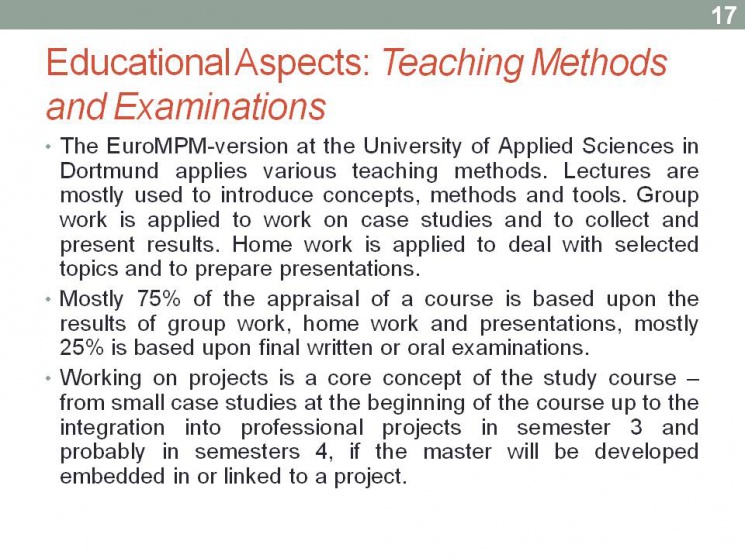 17
Educational Aspects: Teaching Methods
and Examinations
• The EuroMPM-version at the University of Applied Sciences in
Dortmund applies various teaching methods. Lectures are
mostly used to introduce concepts, methods and tools. Group
work is applied to work on case studies and to collect and
present results. Home work is applied to deal with selected
topics and to prepare presentations.
• Mostly 75% of the appraisal of a course is based upon the
results of group work, home work and presentations, mostly
25% is based upon final written or oral examinations.
• Working on projects is a core concept of the study course –
from small case studies at the beginning of the course up to the
integration into professional projects in semester 3 and
probably in semesters 4, if the master will be developed
embedded in or linked to a project.